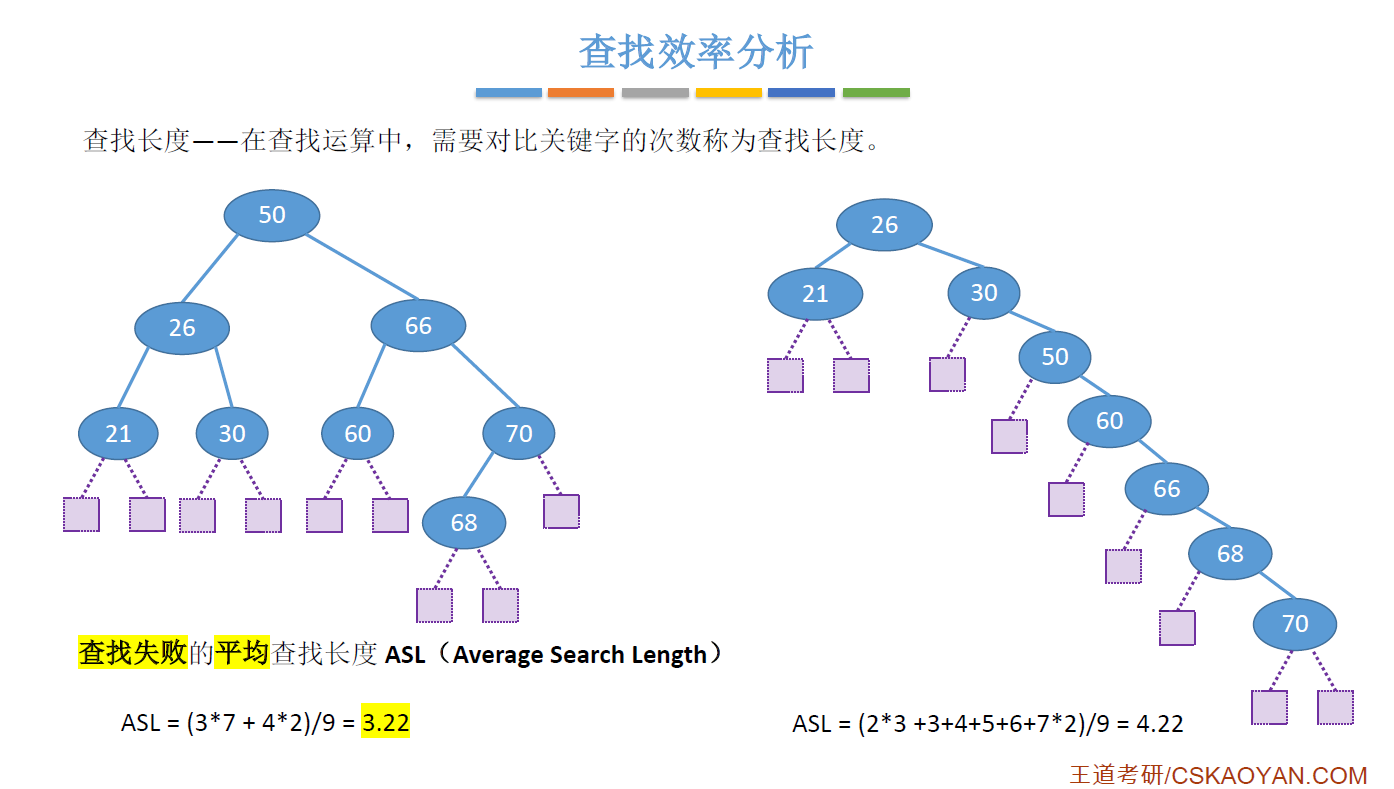 查找效率分析
查找长度——在查找运算中，需要对比关键字的次数称为查找长度。
50
26
66
21
30
60
70
68
26
21
30
50
60
66
68
70
查找失败的平均查找长度 ASL（Average Search Length）
ASL = (3*7 + 4*2)/9 = 3.22
ASL = (2*3 +3+4+5+6+7*2)/9 = 4.22
王道考研/CSKAOYAN.COM